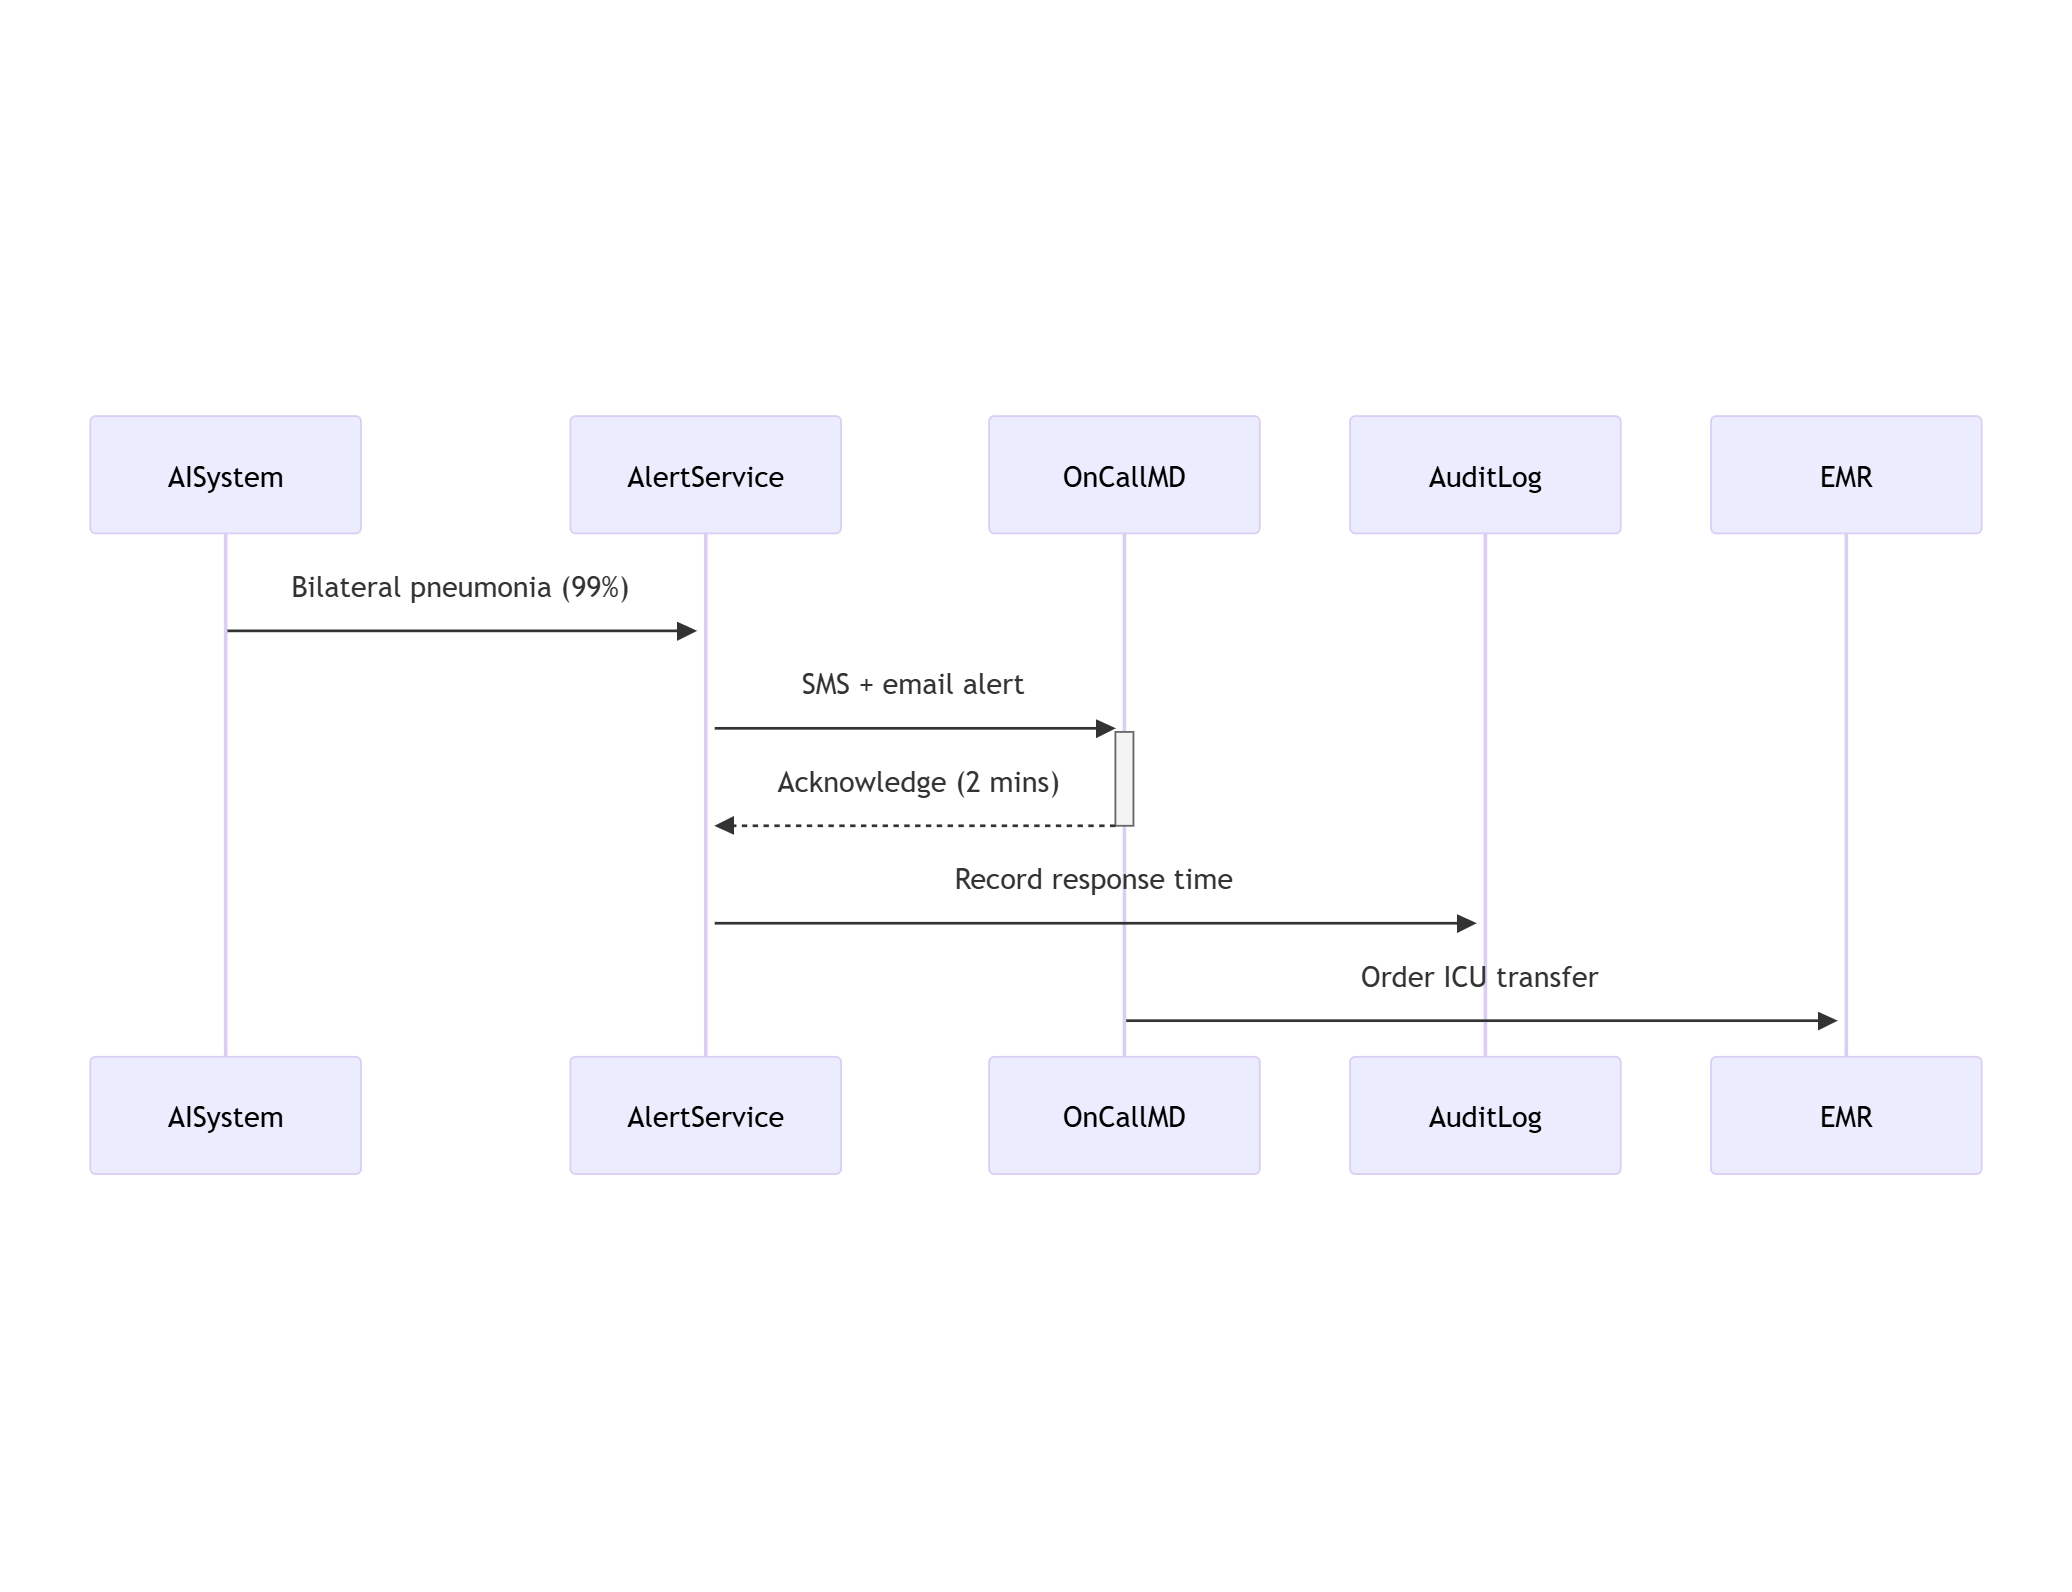 AISystem
AlertService
OnCallMD
AuditLog
EMR
Bilateral pneumonia (99%)
SMS + email alert
Acknowledge (2 mins)
Record response time
Order ICU transfer
AISystem
AlertService
OnCallMD
AuditLog
EMR